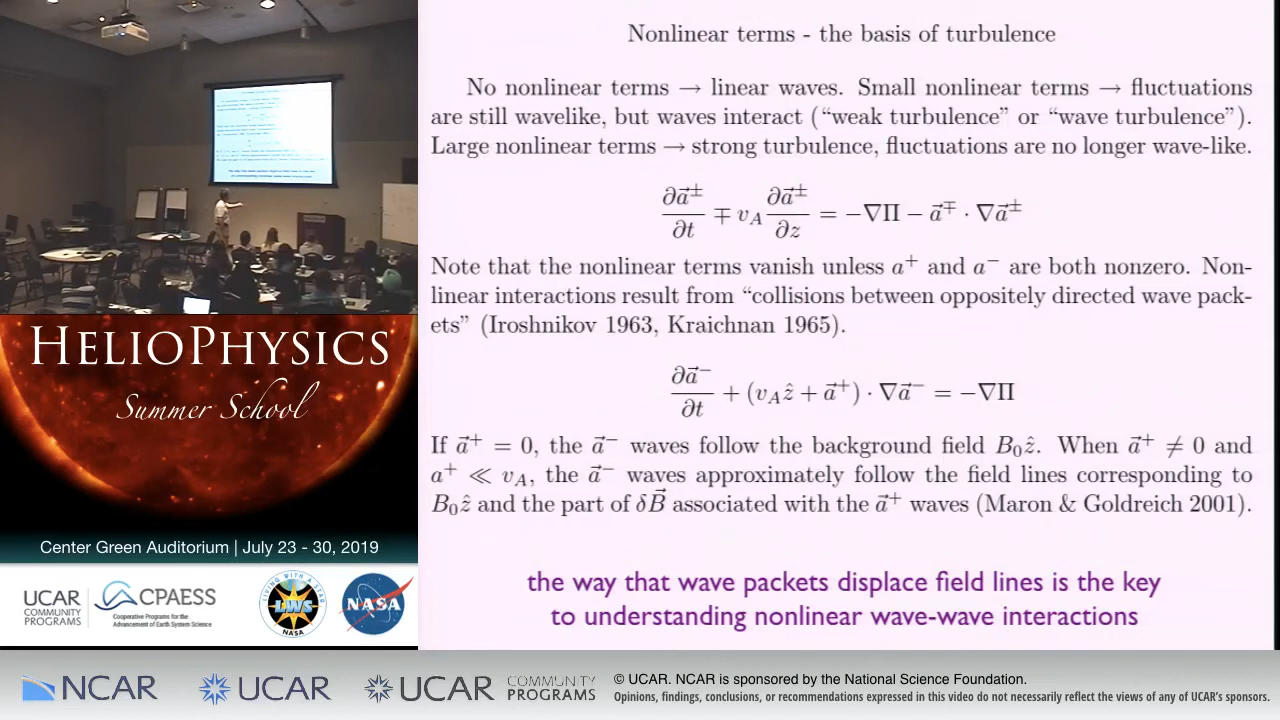 Nonlinear terms - the basis of turbulence
No nonlinear terms → linear waves. Small nonlinear terms → fluctuations
are still wavelike, but waves interact (“weak turbulence” or “wave turbulence”).
Large nonlinear terms → strong turbulence, fluctuations are no longer wave-like.
∂a⃗±/∂t ∓ vA ∂a⃗±/∂z = −∇Π − a⃗∓ · ∇a⃗±
Note that the nonlinear terms vanish unless a+ and a− are both nonzero. Non-
linear interactions result from “collisions between oppositely directed wave pack-
ets” (Iroshnikov 1963, Kraichnan 1965).
∂a⃗−/∂t + (vAẑ + a⃗+) · ∇a⃗− = −∇Π
If a⃗+ = 0, the a⃗− waves follow the background field B0ẑ. When a⃗+ ≠ 0 and
a+ ≪ vA, the a⃗− waves approximately follow the field lines corresponding to
B0ẑ and the part of δB⃗ associated with the a⃗+ waves (Maron & Goldreich 2001).
the way that wave packets displace field lines is the key
to understanding nonlinear wave-wave interactions
HELIOPHYSICS
Summer School
Center Green Auditorium | July 23 - 30, 2019
UCAR
COMMUNITY
PROGRAMS
CPAESS
Cooperative Programs for the
Advancement of Earth System Science
LIVING WITH A STAR
LWS
NASA
NASA
NCAR
UCAR
UCAR
COMMUNITY
PROGRAMS
© UCAR. NCAR is sponsored by the National Science Foundation.
Opinions, findings, conclusions, or recommendations expressed in this video do not necessarily reflect the views of any of UCAR's sponsors.